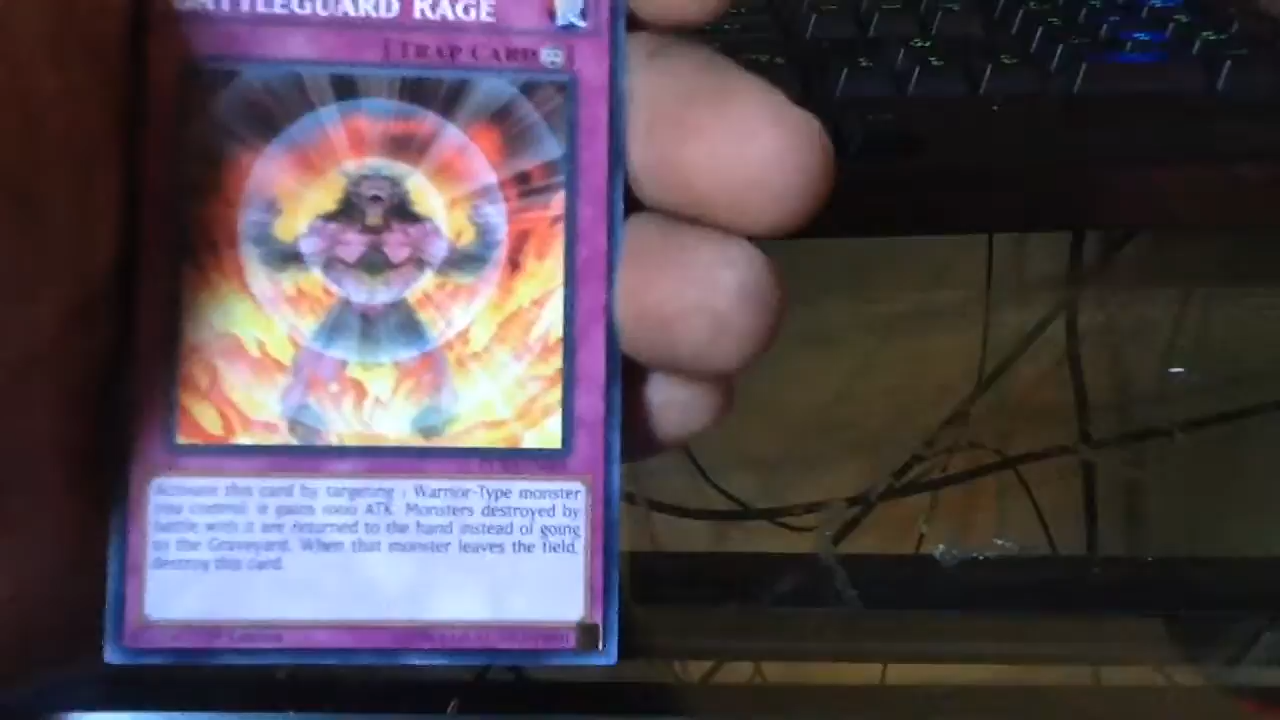 BATTLEGUARD RAGE
[TRAP CARD
Activate this card by targeting 1 Warrior-Type monster
you control; it gains 1000 ATK. Monsters destroyed by
battle with it are returned to the hand instead of going
to the Graveyard. When that monster leaves the field,
destroy this card.